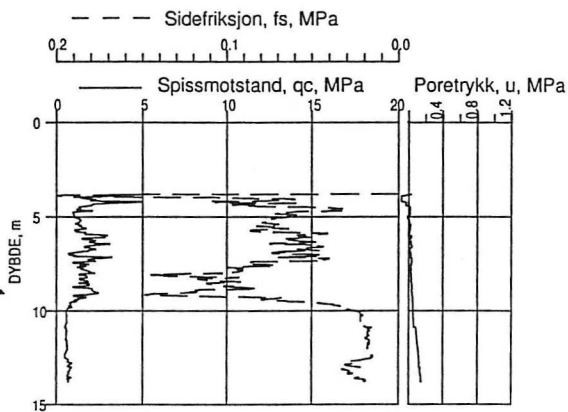 Sidefriksjon, fs, MPa
0,2 0,1 0,0
Spissmotstand, qc, MPa Poretrykk, u, MPa
0 5 10 15 20 0.4 0.8 1.2
0
5
10
15
DYBDE, m